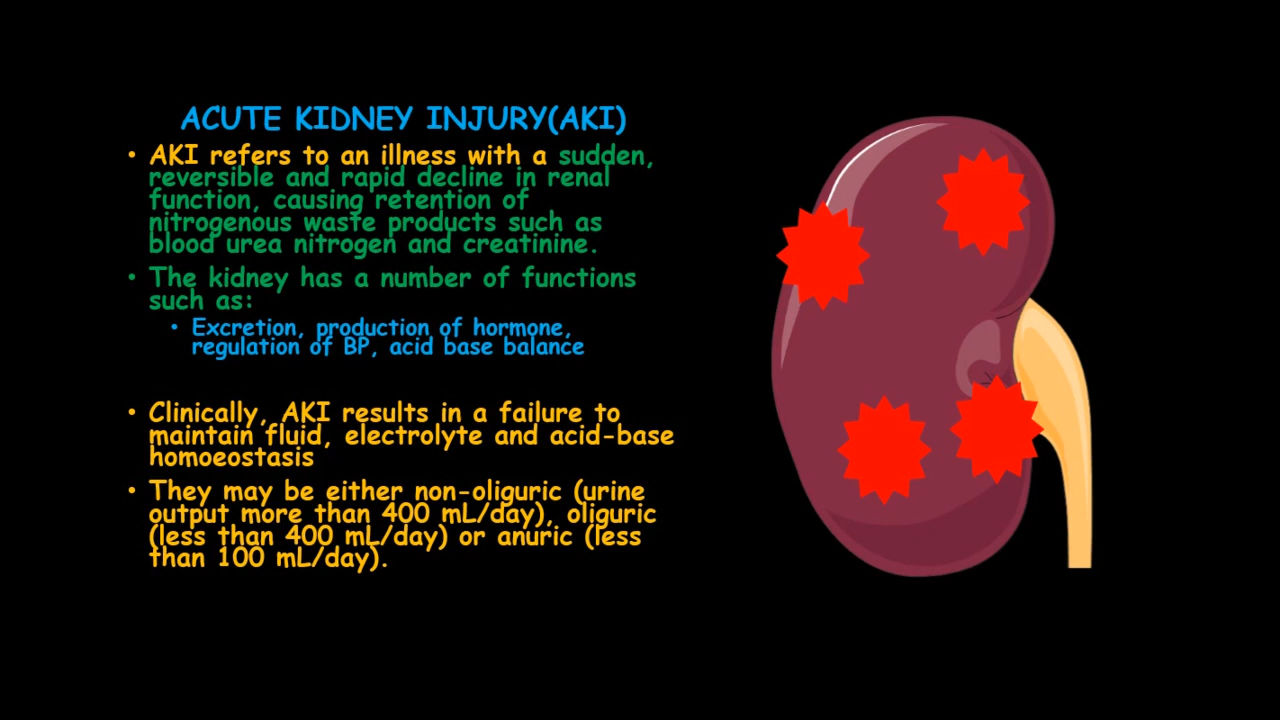 ACUTE KIDNEY INJURY(AKI)
• AKI refers to an illness with a sudden,
reversible and rapid decline in renal
function, causing retention of
nitrogenous waste products such as
blood urea nitrogen and creatinine.
• The kidney has a number of functions
such as:
• Excretion, production of hormone,
regulation of BP, acid base balance
• Clinically, AKI results in a failure to
maintain fluid, electrolyte and acid-base
homoeostasis
• They may be either non-oliguric (urine
output more than 400 mL/day), oliguric
(less than 400 mL/day) or anuric (less
than 100 mL/day).